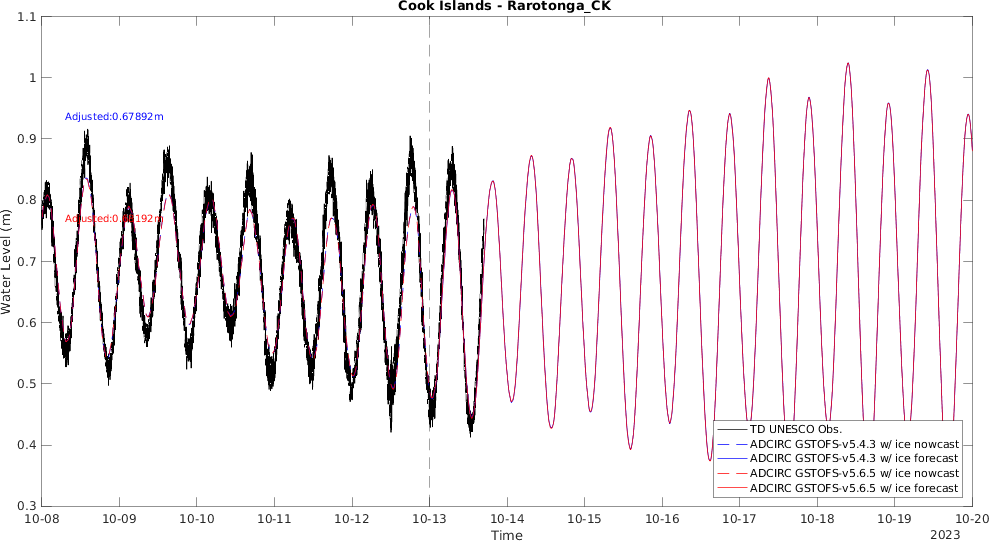 Cook Islands - Rarotonga_CK
1.1
1
0.9
0.8
0.7
0.6
0.5
0.4
0.3
Water Level (m)
Adjusted:0.67892m
TD UNESCO Obs.
ADCIRC GSTOFS-v5.4.3 w/ ice nowcast
ADCIRC GSTOFS-v5.4.3 w/ ice forecast
ADCIRC GSTOFS-v5.6.5 w/ ice nowcast
ADCIRC GSTOFS-v5.6.5 w/ ice forecast
10-08 10-09 10-10 10-11 10-12 10-13 10-14 10-15 10-16 10-17 10-18 10-19 10-20
Time
2023